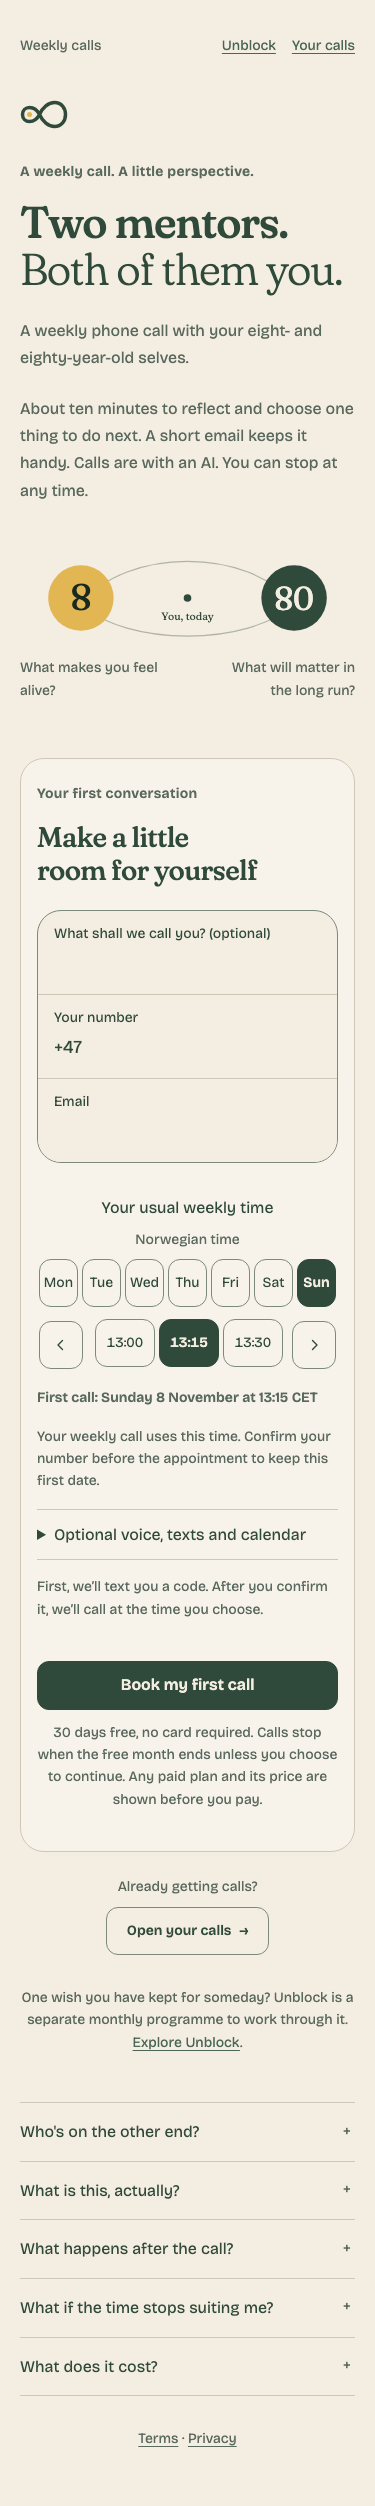 Weekly calls Unblock Your calls
A weekly call. A little perspective.
Two mentors.
Both of them you.
A weekly phone call with your eight- and
eighty-year-old selves.
About ten minutes to reflect and choose one
thing to do next. A short email keeps it
handy. Calls are with an AI. You can stop at
any time.
8 80
You, today
What makes you feel
alive?
What will matter in
the long run?
Your first conversation
Make a little
room for yourself
What shall we call you? (optional)
Your number
+47
Email
Your usual weekly time
Norwegian time
Mon Tue Wed Thu Fri Sat Sun
13:00 13:15 13:30
First call: Sunday 8 November at 13:15 CET
Your weekly call uses this time. Confirm your
number before the appointment to keep this
first date.
Optional voice, texts and calendar
First, we'll text you a code. After you confirm
it, we'll call at the time you choose.
Book my first call
30 days free, no card required. Calls stop
when the free month ends unless you choose
to continue. Any paid plan and its price are
shown before you pay.
Already getting calls?
Open your calls →
One wish you have kept for someday? Unblock is a
separate monthly programme to work through it.
Explore Unblock.
Who's on the other end? +
What is this, actually? +
What happens after the call? +
What if the time stops suiting me? +
What does it cost? +
Terms · Privacy